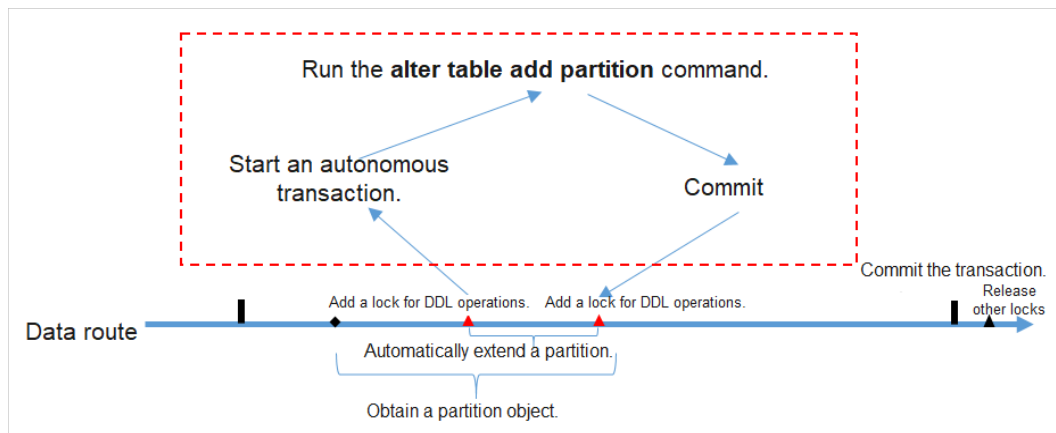 Run the alter table add partition command.
Start an autonomous
transaction.
Commit
Commit the transaction.
Add a lock for DDL operations.
Add a lock for DDL operations.
Release
other locks
Data route
Automatically extend a partition.
Obtain a partition object.